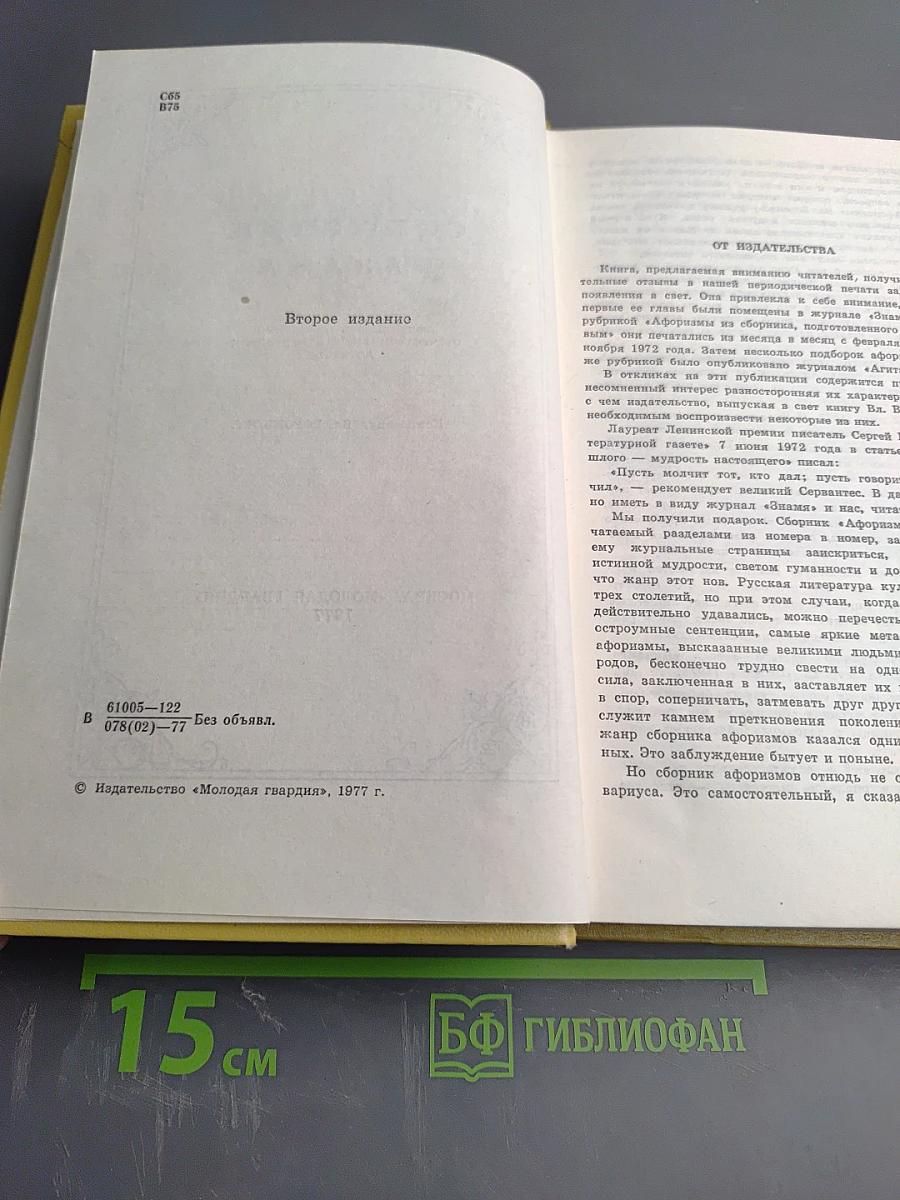 Сб5
В75
Второе издание
В 61005—122
078(02)—77 Без объявл.
© Издательство «Молодая гвардия», 1977 г.
ОТ ИЗДАТЕЛЬСТВА
Книга, предлагаемая вниманию читателей, получи
тельные отзывы в нашей периодической печати за
появления в свет. Она привлекла к себе внимание,
первые ее главы были помещены в журнале «Знам
рубрикой «Афоризмы из сборника, подготовленного
вым» они печатались из месяца в месяц с февраля
ноября 1972 года. Затем несколько подборок афор
же рубрикой было опубликовано журналом «Агит
В откликах на эти публикации содержится п
несомненный интерес разносторонняя их характер
с чем издательство, выпуская в свет книгу Вл. В
необходимым воспроизвести некоторые из них.
Лауреат Ленинской премии писатель Сергей
тературной газете» 7 июня 1972 года в статье
шлого — мудрость настоящего» писал:
«Пусть молчит тот, кто дал; пусть говорит
чил», — рекомендует великий Сервантес. В да
но иметь в виду журнал «Знамя» и нас, чита
Мы получили подарок. Сборник «Афоризм
чатаемый разделами из номера в номер, за
ему журнальные страницы заискриться,
истинной мудрости, светом гуманности и до
что жанр этот нов. Русская литература кул
трех столетий, но при этом случаи, когда
действительно удавались, можно перечесть
остроумные сентенции, самые яркие мета
афоризмы, высказанные великими людьми
родов, бесконечно трудно свести на одн
сила, заключенная в них, заставляет их
в спор, соперничать, затмевать друг друг
служит камнем преткновения поколени
жанр сборника афоризмов казался одни
ных. Это заблуждение бытует и поныне.
Но сборник афоризмов отнюдь не с
вариуса. Это самостоятельный, я сказа
15 см
БФ ГИБЛИОФАН